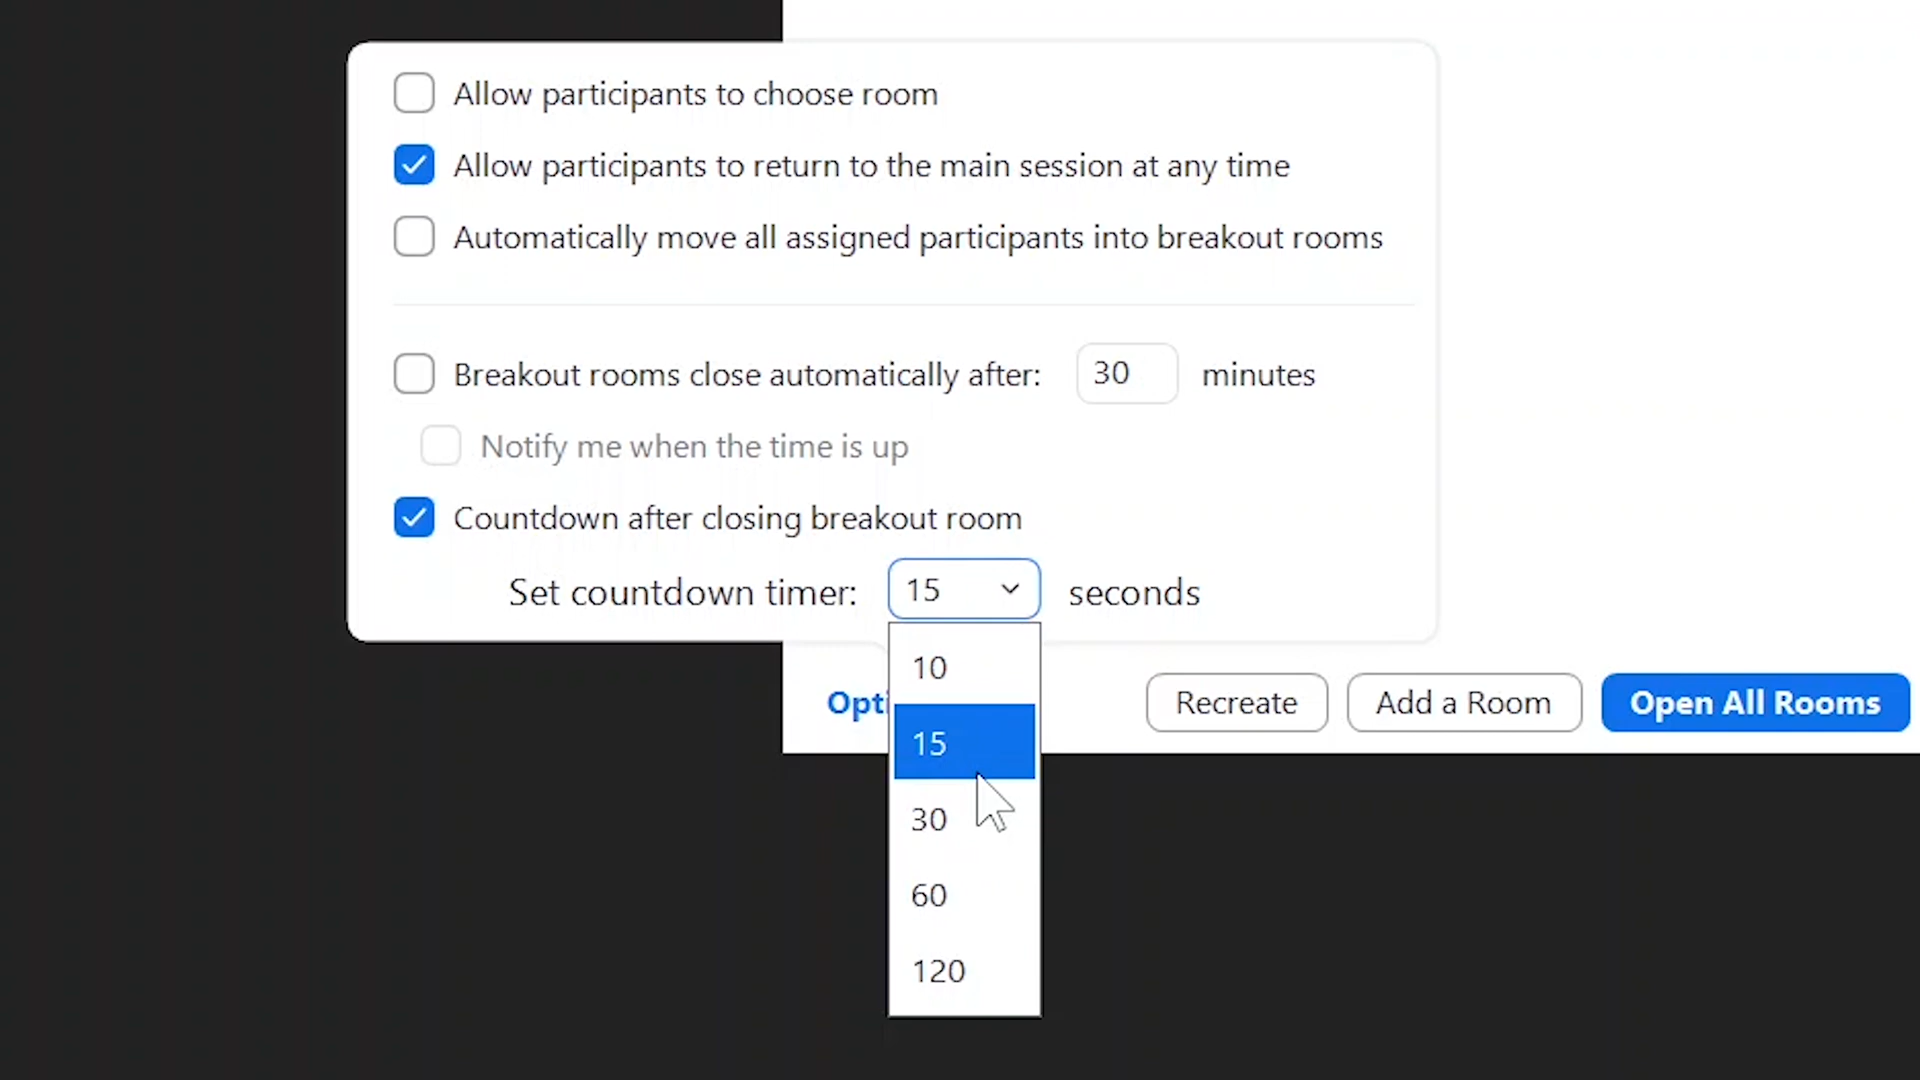 Allow participants to choose room
Allow participants to return to the main session at any time
Automatically move all assigned participants into breakout rooms
Breakout rooms close automatically after: 30 minutes
Notify me when the time is up
Countdown after closing breakout room
Set countdown timer: 15 seconds
10
15
30
60
120
Opti
Recreate
Add a Room
Open All Rooms